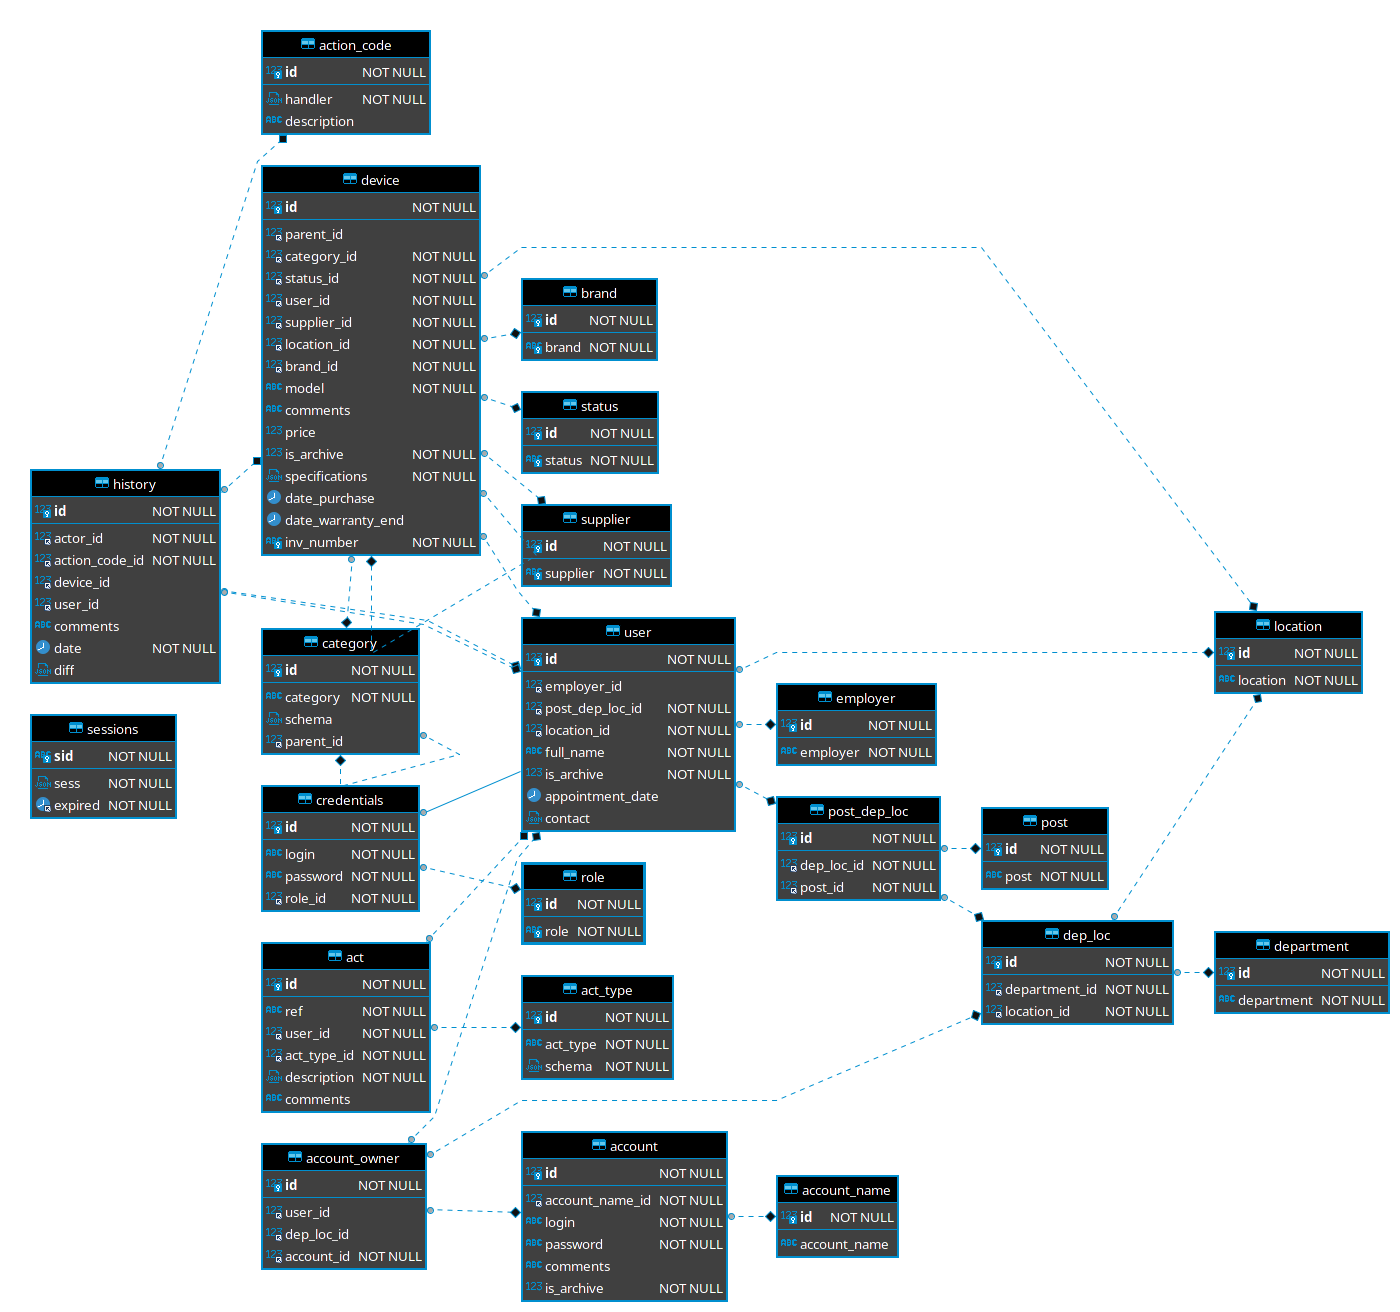 action_code
id NOT NULL
handler NOT NULL
description
device
id NOT NULL
parent_id
category_id NOT NULL
status_id NOT NULL
user_id NOT NULL
supplier_id NOT NULL
location_id NOT NULL
brand_id NOT NULL
model NOT NULL
comments
price
is_archive NOT NULL
specifications NOT NULL
date_purchase
date_warranty_end
inv_number NOT NULL
brand
id NOT NULL
brand NOT NULL
status
id NOT NULL
status NOT NULL
supplier
id NOT NULL
supplier NOT NULL
history
id NOT NULL
actor_id NOT NULL
action_code_id NOT NULL
device_id
user_id
comments
date NOT NULL
diff
category
id NOT NULL
category NOT NULL
schema
parent_id
user
id NOT NULL
employer_id
post_dep_loc_id NOT NULL
location_id NOT NULL
full_name NOT NULL
is_archive NOT NULL
appointment_date
contact
location
id NOT NULL
location NOT NULL
employer
id NOT NULL
employer NOT NULL
sessions
sid NOT NULL
sess NOT NULL
expired NOT NULL
credentials
id NOT NULL
login NOT NULL
password NOT NULL
role_id NOT NULL
post_dep_loc
id NOT NULL
dep_loc_id NOT NULL
post_id NOT NULL
post
id NOT NULL
post NOT NULL
role
id NOT NULL
role NOT NULL
dep_loc
id NOT NULL
department_id NOT NULL
location_id NOT NULL
department
id NOT NULL
department NOT NULL
act
id NOT NULL
ref NOT NULL
user_id NOT NULL
act_type_id NOT NULL
description NOT NULL
comments
act_type
id NOT NULL
act_type NOT NULL
schema NOT NULL
account_owner
id NOT NULL
user_id
dep_loc_id
account_id NOT NULL
account
id NOT NULL
account_name_id NOT NULL
login NOT NULL
password NOT NULL
comments
is_archive NOT NULL
account_name
id NOT NULL
account_name